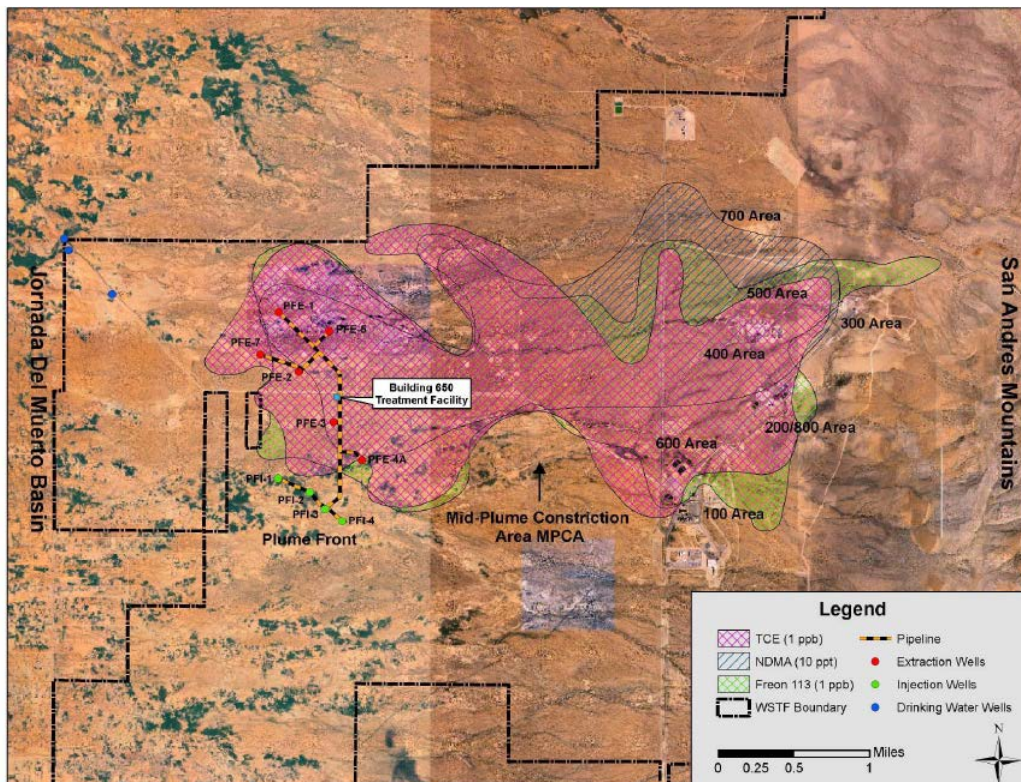 700 Area
500 Area
300 Area
400 Area
200/800 Area
600 Area
100 Area
PFE-1
PFE-7
PFE-2
Building 650
Treatment Facility
PFE-3
PFE-4A
PFI-1
PFI-2
PFI-3
PFI-4
Plume Front
Mid-Plume Constriction
Area MPCA
Jornada Del Muerto Basin
San Andres Mountains
Legend
TCE (1 ppb)
NDMA (10 ppt)
Freon 113 (1 ppb)
WSTF Boundary
Pipeline
Extraction Wells
Injection Wells
Drinking Water Wells
Miles
0 0.25 0.5 1
N